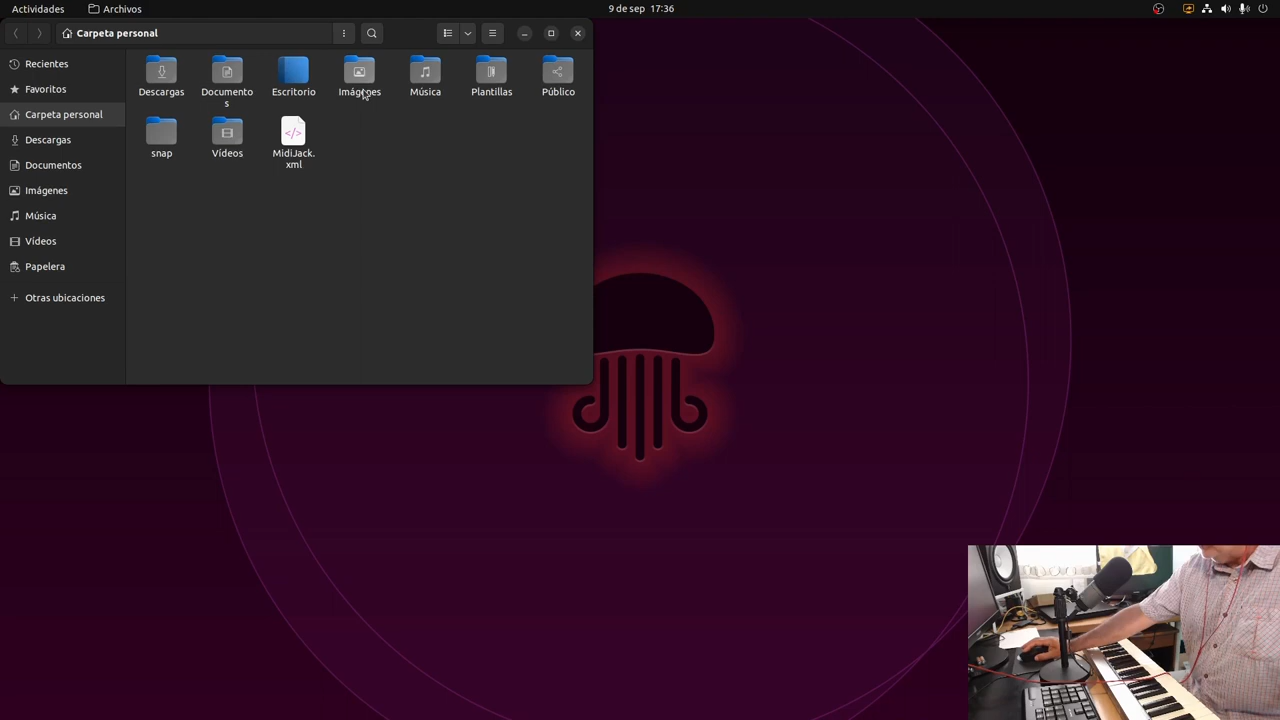 Actividades
Archivos
9 de sep 17:36
Carpeta personal
Recientes
Favoritos
Carpeta personal
Descargas
Documentos
Imágenes
Música
Vídeos
Papelera
Otras ubicaciones
Descargas
Documento
s
Escritorio
Imágenes
Música
Plantillas
Público
snap
Vídeos
MidiJack.
xml